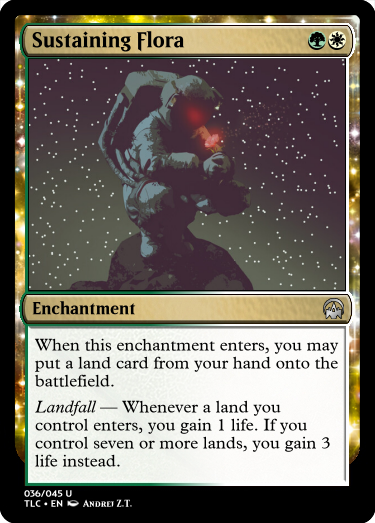 Sustaining Flora
Enchantment
When this enchantment enters, you may
put a land card from your hand onto the
battlefield.
Landfall — Whenever a land you
control enters, you gain 1 life. If you
control seven or more lands, you gain 3
life instead.
036/045 U
TLC • EN Andrej Z.T.